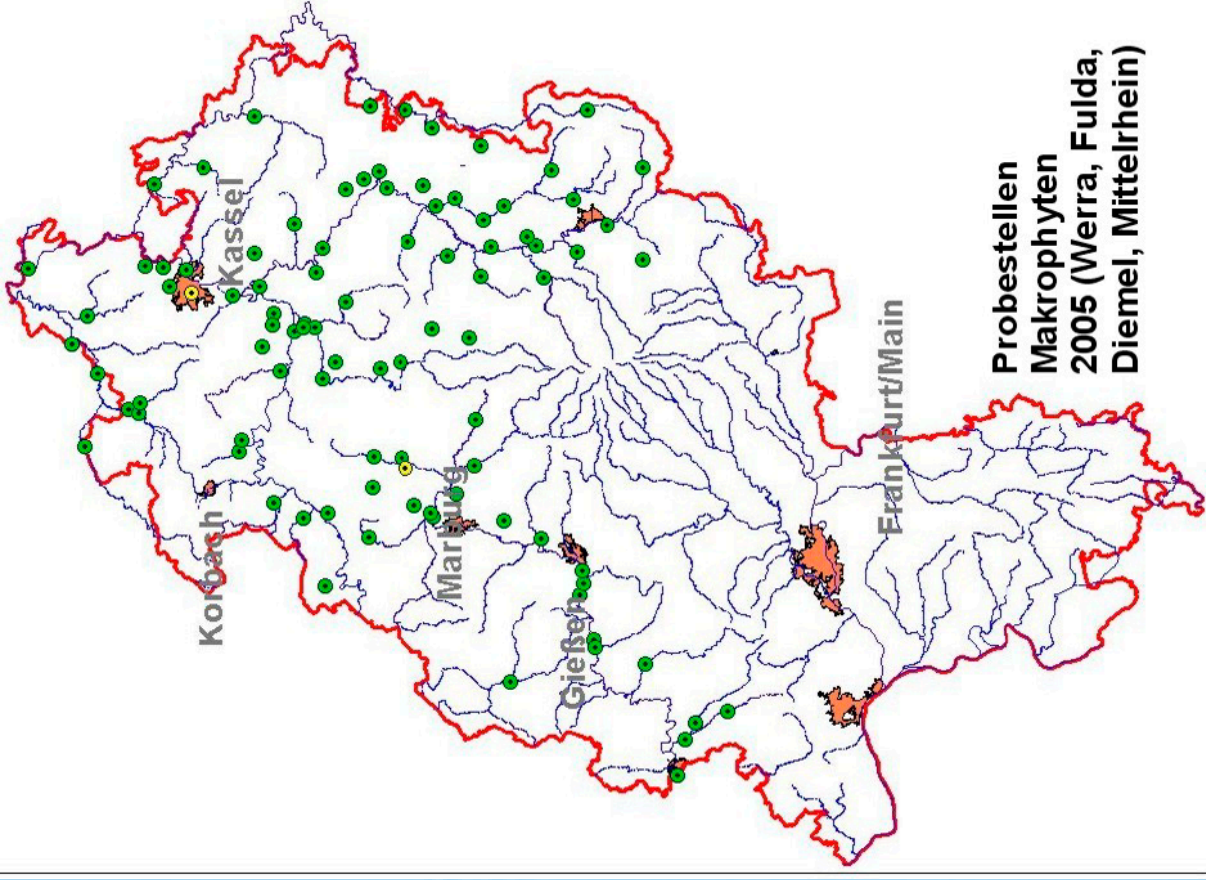 Kassel
Korbach
Marburg
Gießen
Frankfurt/Main
Probestellen
Makrophyten
2005 (Werra, Fulda,
Diemel, Mittelrhein)